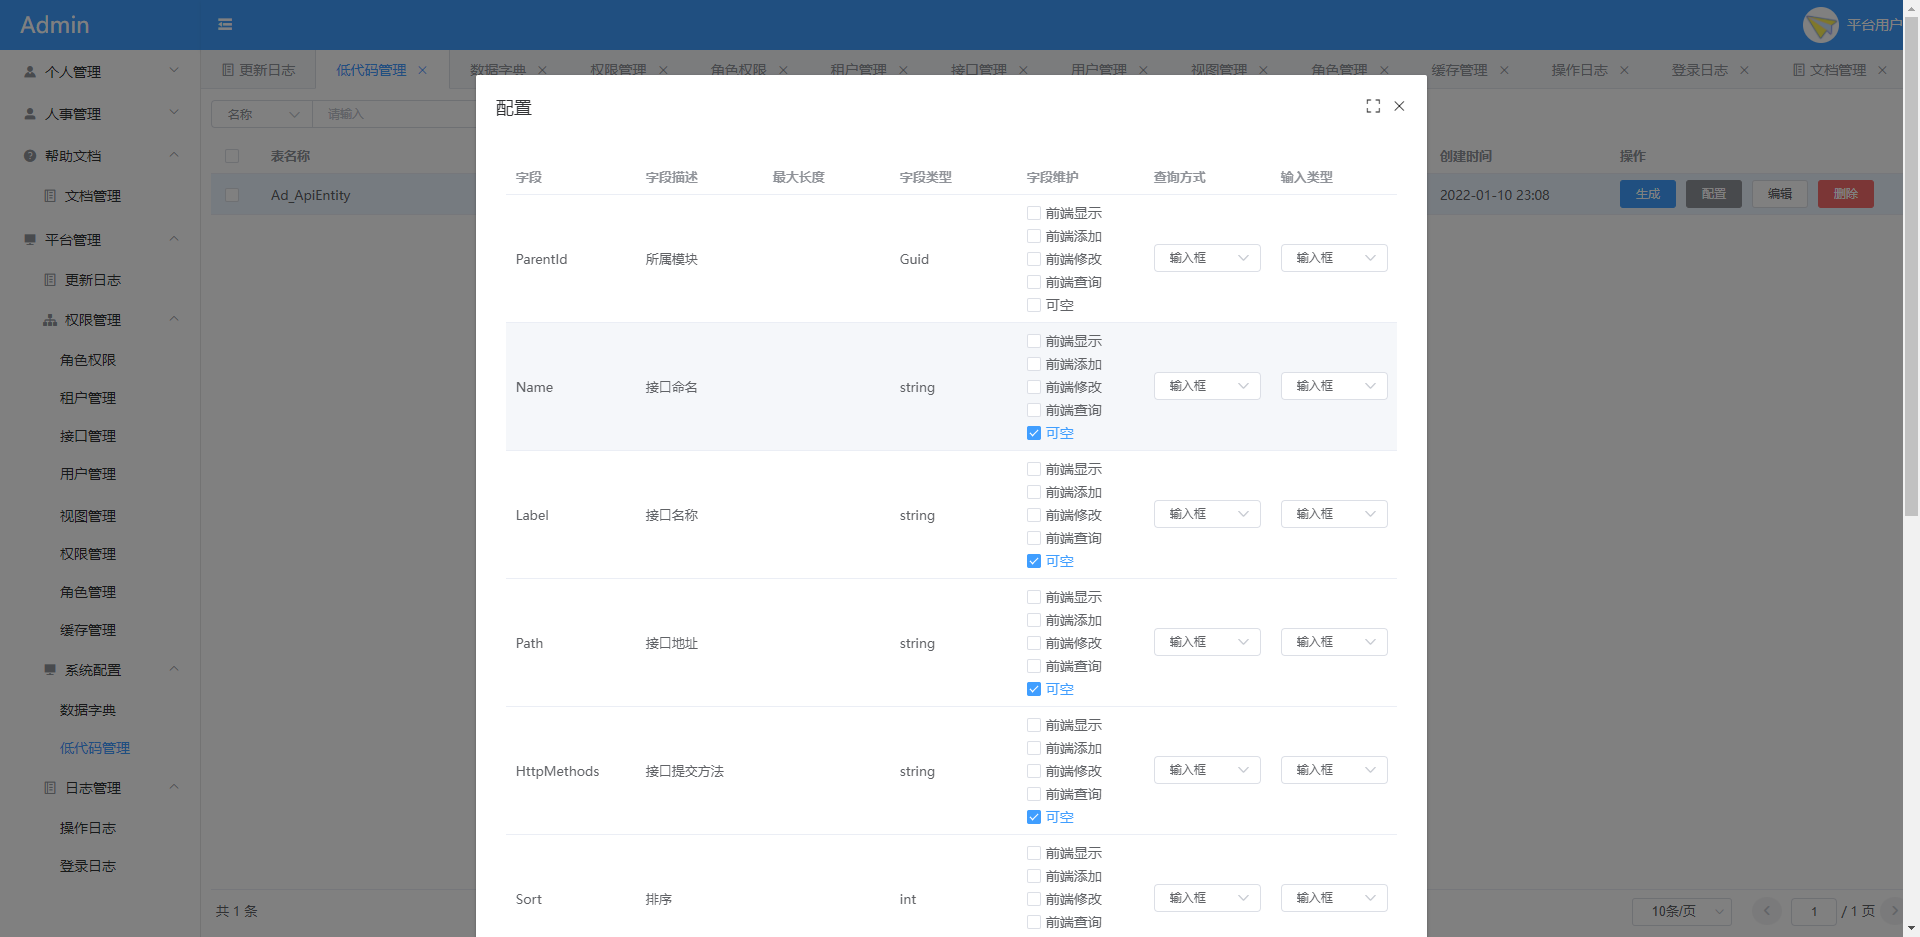 Admin
平台用户
个人管理
人事管理
帮助文档
文档管理
平台管理
更新日志
权限管理
角色权限
租户管理
接口管理
用户管理
视图管理
权限管理
角色管理
缓存管理
系统配置
数据字典
低代码管理
日志管理
操作日志
登录日志
更新日志 低代码管理 数据字典 权限管理 角色权限 租户管理 接口管理 用户管理 视图管理 角色管理 缓存管理 操作日志 登录日志 文档管理
名称 请输入
表名称 创建时间 操作
Ad_ApiEntity 2022-01-10 23:08 生成 配置 编辑 删除
共 1 条 10条/页 1 / 1 页
配置
字段 字段描述 最大长度 字段类型 字段维护 查询方式 输入类型
前端显示
前端添加
ParentId 所属模块 Guid 前端修改 输入框 输入框
前端查询
可空
前端显示
前端添加
Name 接口命名 string 前端修改 输入框 输入框
前端查询
可空
前端显示
前端添加
Label 接口名称 string 前端修改 输入框 输入框
前端查询
可空
前端显示
前端添加
Path 接口地址 string 前端修改 输入框 输入框
前端查询
可空
前端显示
前端添加
HttpMethods 接口提交方法 string 前端修改 输入框 输入框
前端查询
可空
前端显示
前端添加
Sort 排序 int 前端修改 输入框 输入框
前端查询